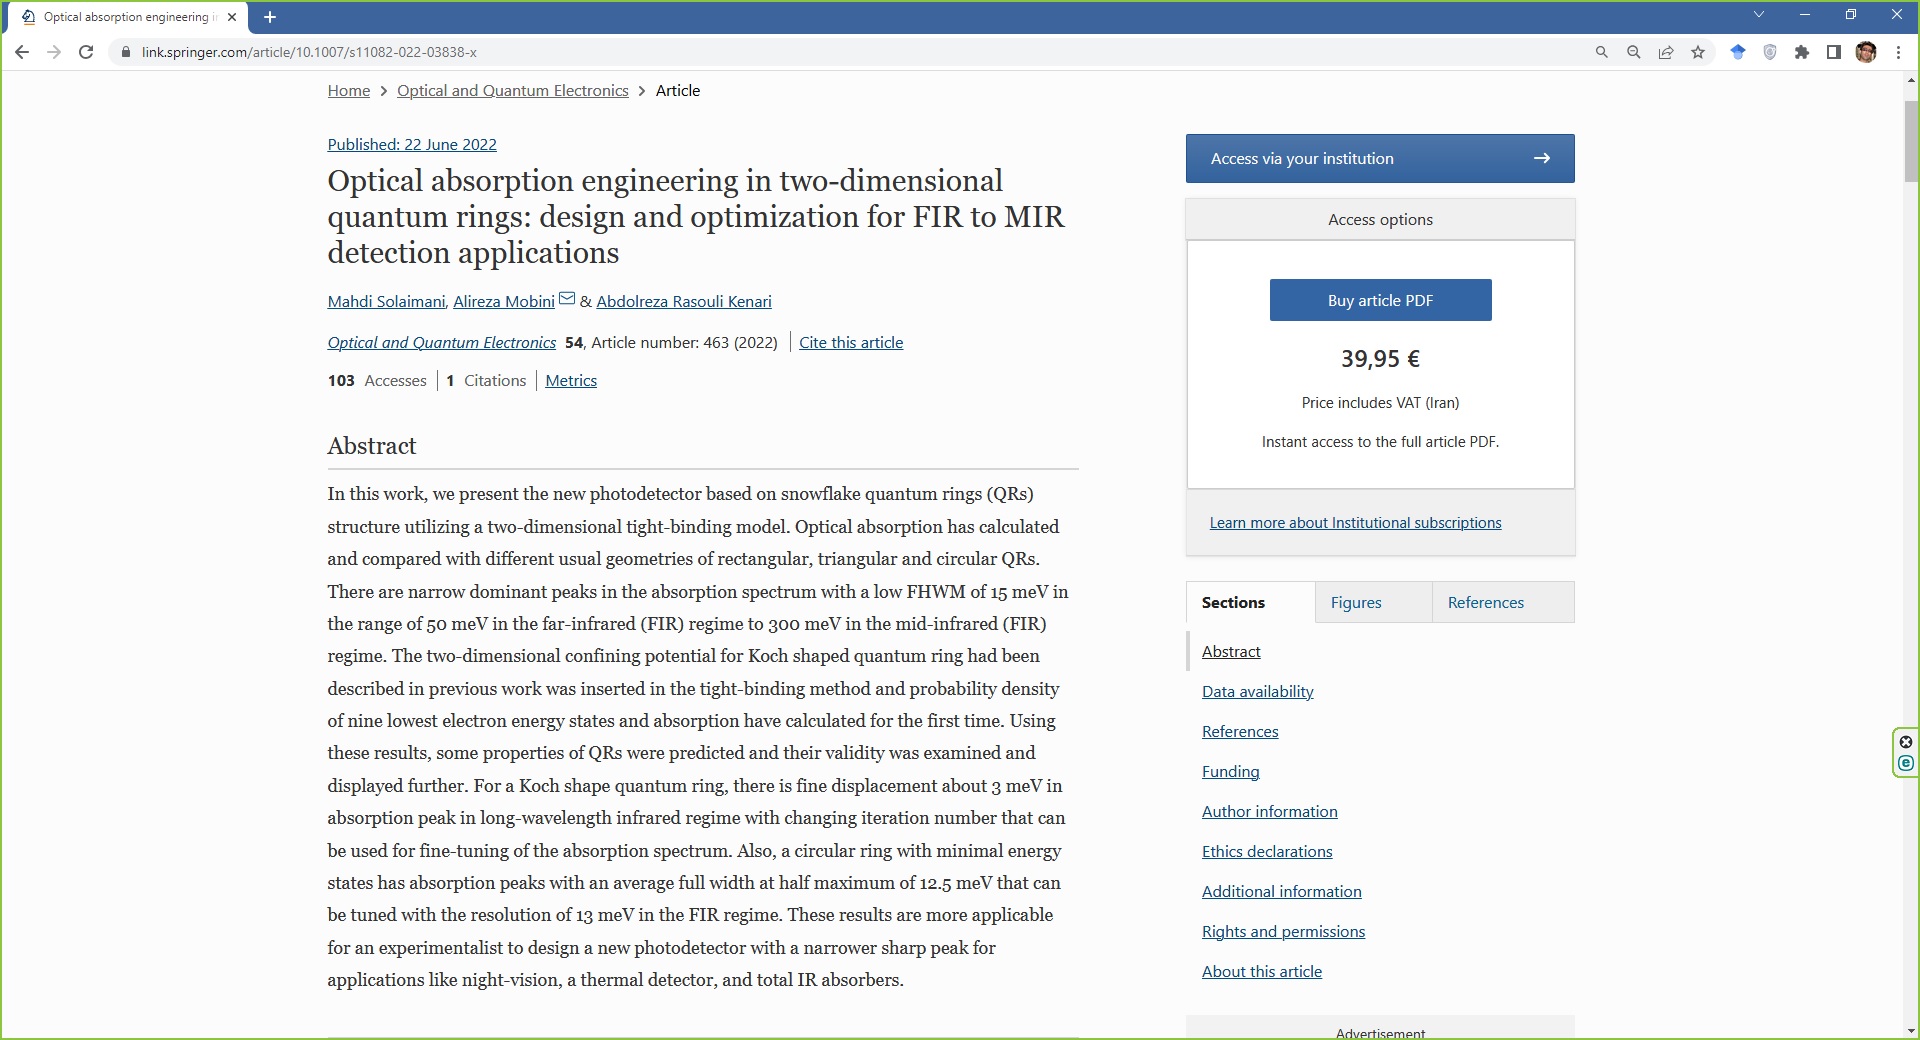 Optical absorption engineering i
link.springer.com/article/10.1007/s11082-022-03838-x
Home > Optical and Quantum Electronics > Article
Published: 22 June 2022
Optical absorption engineering in two-dimensional
quantum rings: design and optimization for FIR to MIR
detection applications
Mahdi Solaimani, Alireza Mobini & Abdolreza Rasouli Kenari
Optical and Quantum Electronics 54, Article number: 463 (2022) | Cite this article
103 Accesses | 1 Citations | Metrics
Abstract
In this work, we present the new photodetector based on snowflake quantum rings (QRs)
structure utilizing a two-dimensional tight-binding model. Optical absorption has calculated
and compared with different usual geometries of rectangular, triangular and circular QRs.
There are narrow dominant peaks in the absorption spectrum with a low FHWM of 15 meV in
the range of 50 meV in the far-infrared (FIR) regime to 300 meV in the mid-infrared (FIR)
regime. The two-dimensional confining potential for Koch shaped quantum ring had been
described in previous work was inserted in the tight-binding method and probability density
of nine lowest electron energy states and absorption have calculated for the first time. Using
these results, some properties of QRs were predicted and their validity was examined and
displayed further. For a Koch shape quantum ring, there is fine displacement about 3 meV in
absorption peak in long-wavelength infrared regime with changing iteration number that can
be used for fine-tuning of the absorption spectrum. Also, a circular ring with minimal energy
states has absorption peaks with an average full width at half maximum of 12.5 meV that can
be tuned with the resolution of 13 meV in the FIR regime. These results are more applicable
for an experimentalist to design a new photodetector with a narrower sharp peak for
applications like night-vision, a thermal detector, and total IR absorbers.
Access via your institution
Access options
Buy article PDF
39,95 €
Price includes VAT (Iran)
Instant access to the full article PDF.
Learn more about Institutional subscriptions
Sections Figures References
Abstract
Data availability
References
Funding
Author information
Ethics declarations
Additional information
Rights and permissions
About this article
Advertisement